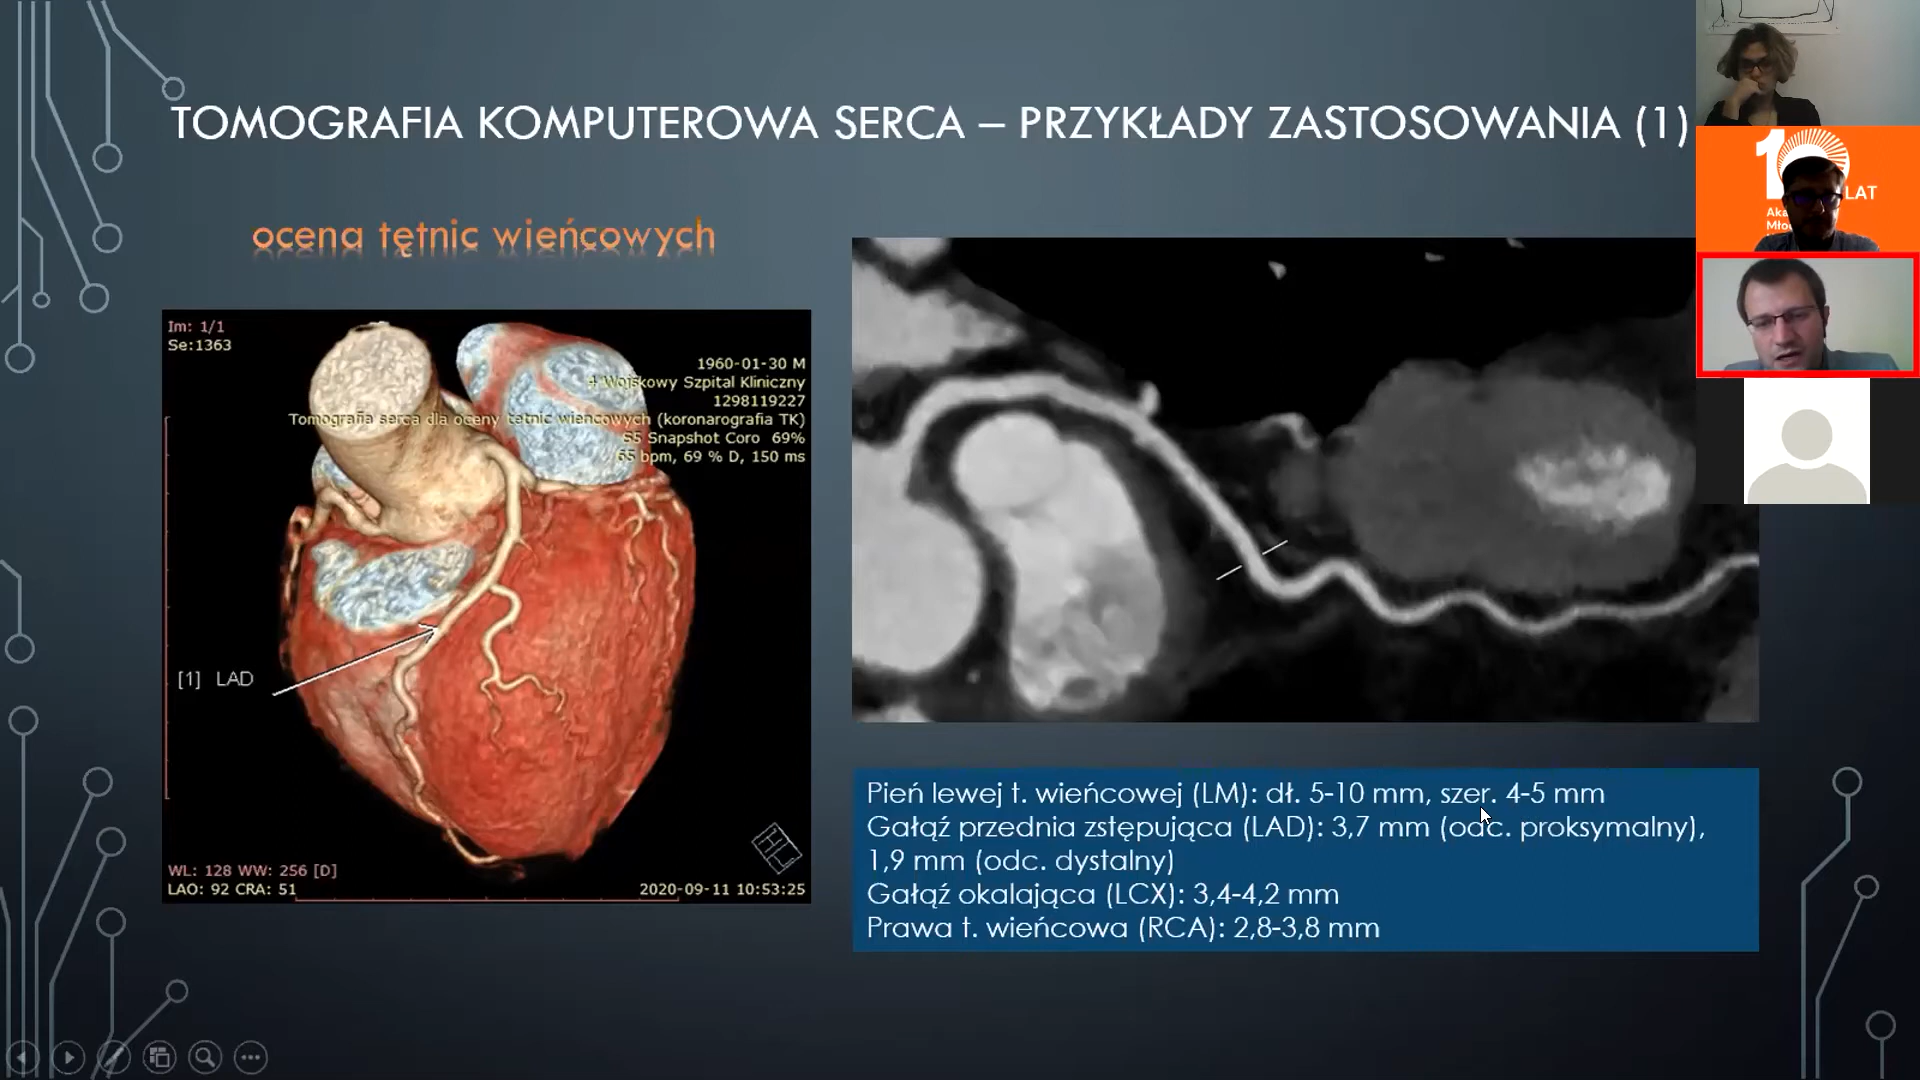 TOMOGRAFIA KOMPUTEROWA SERCA – PRZYKŁADY ZASTOSOWANIA (1)
ocena tętnic wieńcowych
Im: 1/1
Se:1363
1960-01-30 M
4 Wojskowy Szpital Kliniczny
1298119227
Tomografia serca dla oceny tetnic wiencowych (koronarografia TK)
S5 Snapshot Coro 69%
65 bpm, 69 % D, 150 ms
[1] LAD
WL: 128 WW: 256 [D]
LAO: 92 CRA: 51
2020-09-11 10:53:25
Pień lewej t. wieńcowej (LM): dł. 5-10 mm, szer. 4-5 mm
Gałąź przednia zstępująca (LAD): 3,7 mm (odc. proksymalny),
1,9 mm (odc. dystalny)
Gałąź okalająca (LCX): 3,4-4,2 mm
Prawa t. wieńcowa (RCA): 2,8-3,8 mm
10
LAT